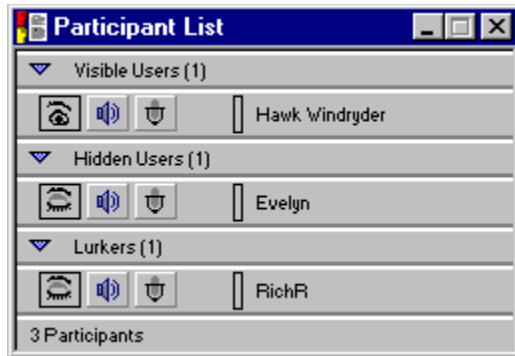 Participant List
Visible Users (1)
Hawk Windryder
Hidden Users (1)
Evelyn
Lurkers (1)
RichR
3 Participants